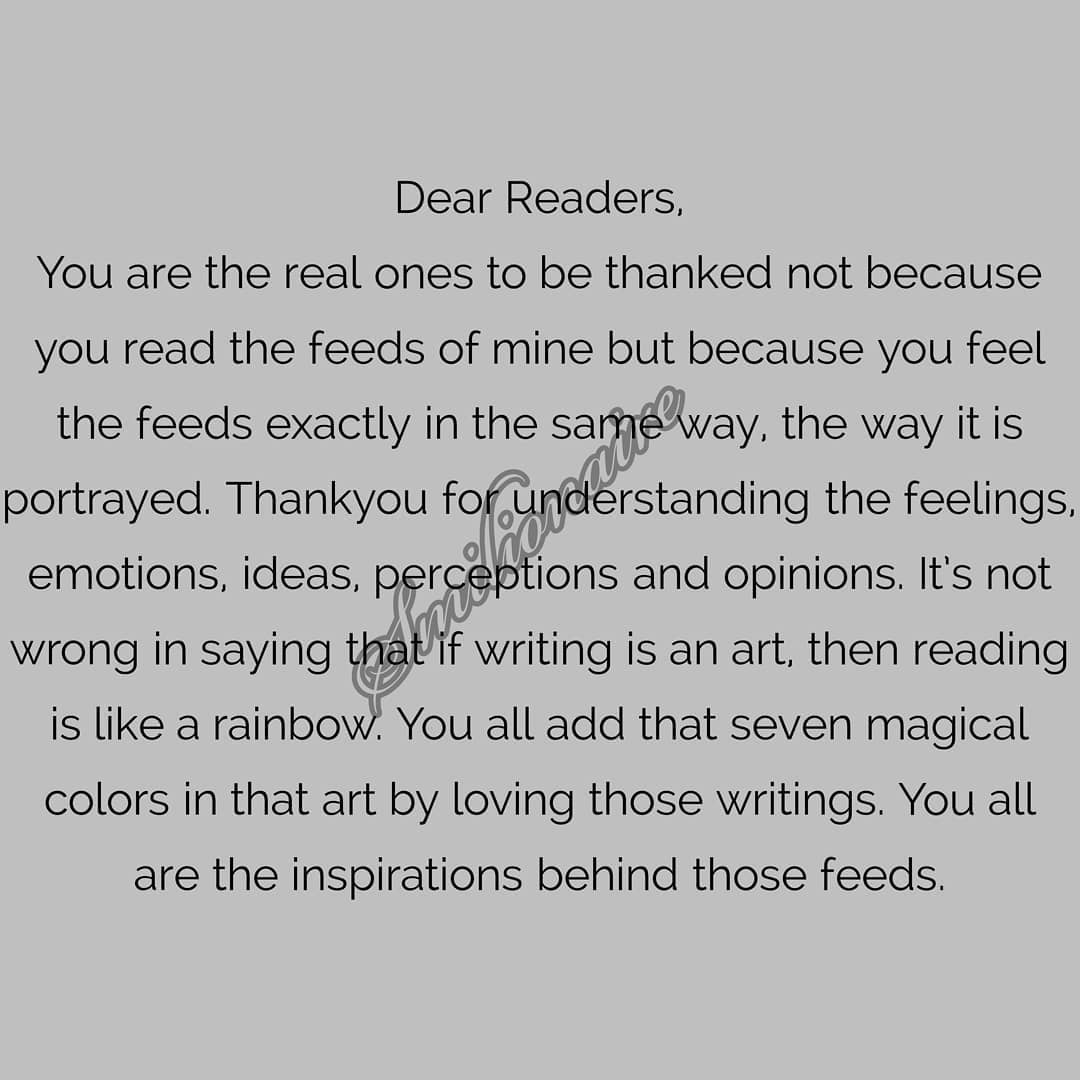 Dear Readers,
You are the real ones to be thanked not because
you read the feeds of mine but because you feel
the feeds exactly in the same way, the way it is
portrayed. Thankyou for understanding the feelings,
emotions, ideas, perceptions and opinions. It's not
wrong in saying that if writing is an art, then reading
is like a rainbow. You all add that seven magical
colors in that art by loving those writings. You all
are the inspirations behind those feeds.
Smilionaire